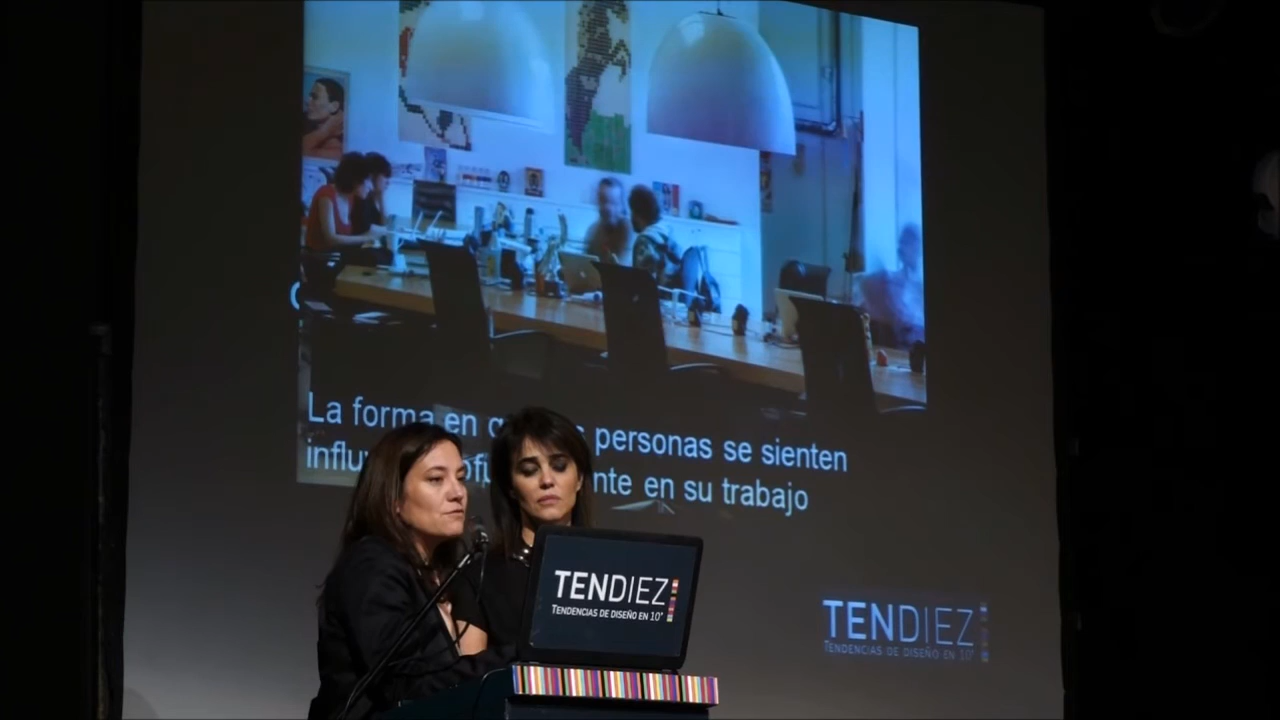 La forma en personas se sienten
en su trabajo
TENDIEZ
TENDENCIAS DE DISEÑO EN 10"
TENDIEZ
TENDENCIAS DE DISEÑO EN 10"